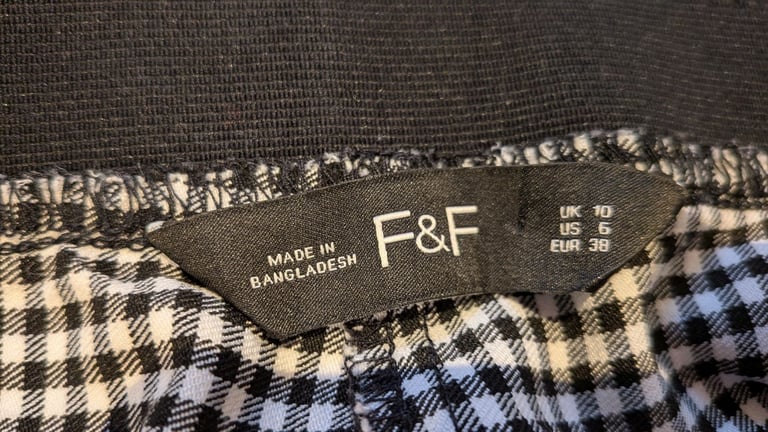 MADE IN
BANGLADESH
F&F
UK 10
US 6
EUR 38